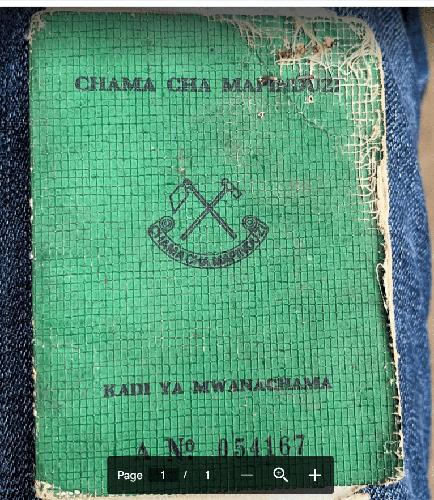 CHAMA CHA MAPINDUZI
CHAMA CHA MAPINDUZI
KADI YA MWANACHAMA
A Nº 054167
Page 1 / 1